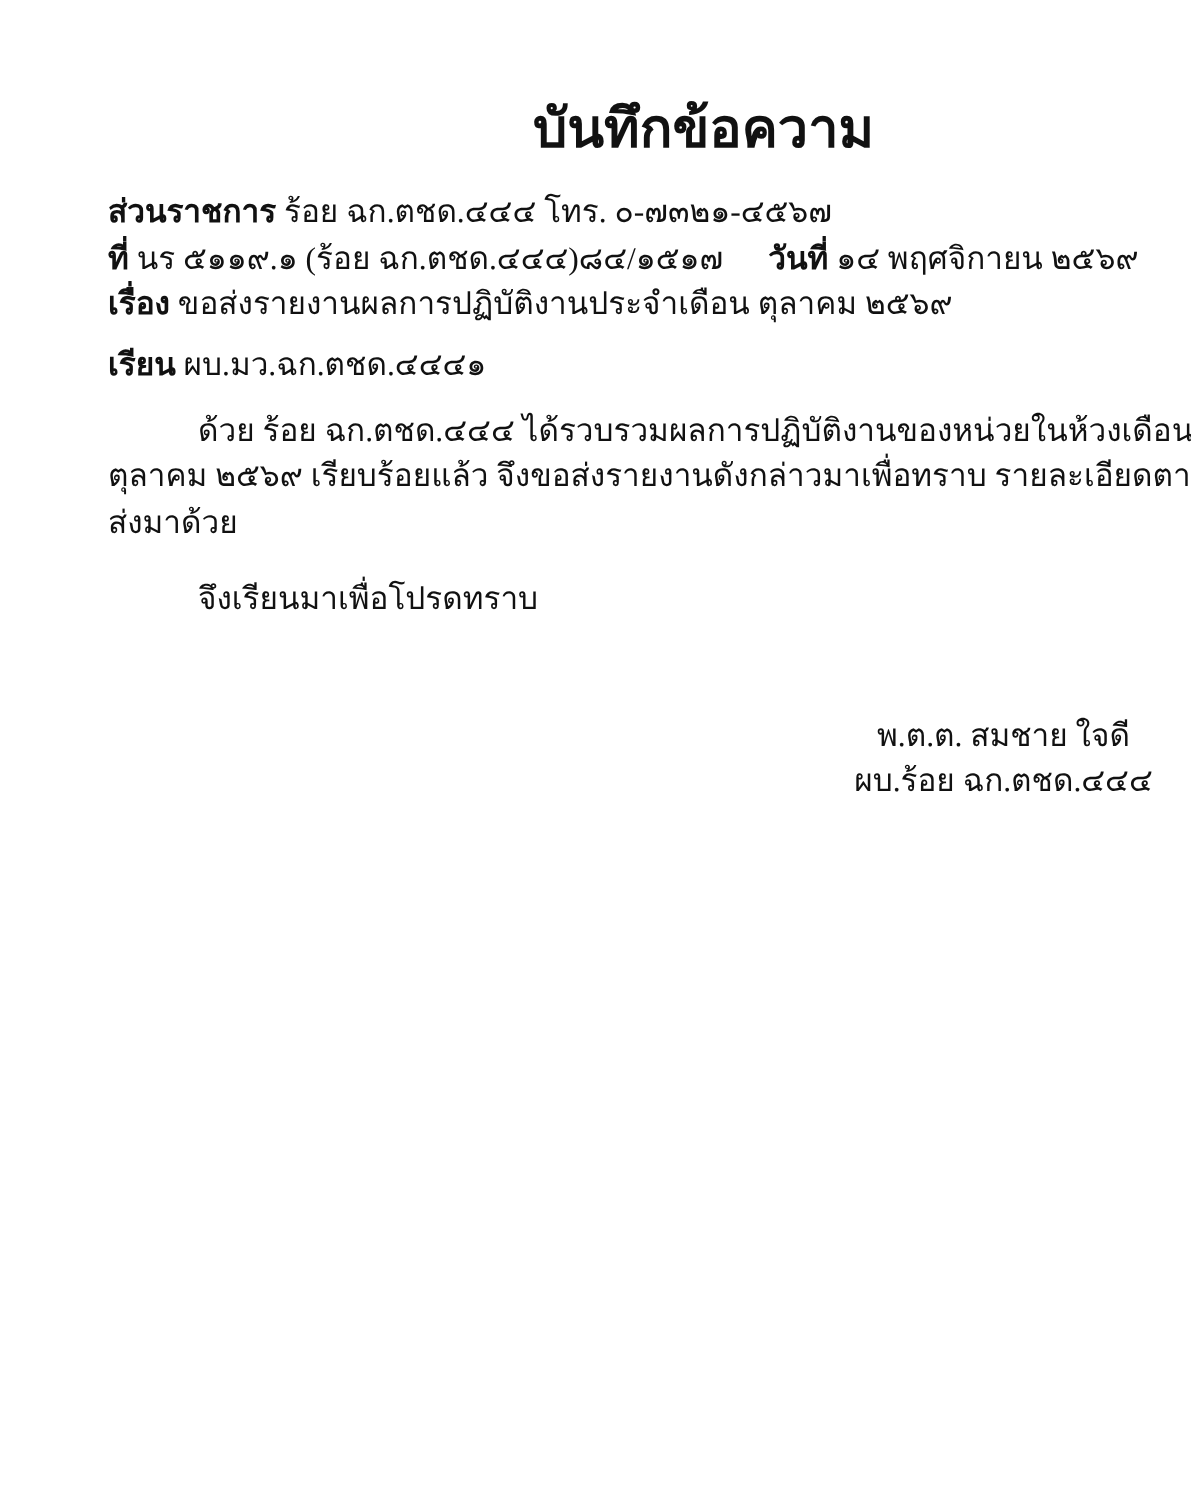 บันทึกข้อความ
ส่วนราชการ ร้อย ฉก.ตชด.๔๔๔ โทร. ๐-๗๓๒๑-๔๕๖๗
ที่ นร ๕๑๑๙.๑ (ร้อย ฉก.ตชด.๔๔๔)๘๔/๑๕๑๗ วันที่ ๑๔ พฤศจิกายน ๒๕๖๙
เรื่อง ขอส่งรายงานผลการปฏิบัติงานประจำเดือน ตุลาคม ๒๕๖๙
เรียน ผบ.มว.ฉก.ตชด.๔๔๔๑
ด้วย ร้อย ฉก.ตชด.๔๔๔ ได้รวบรวมผลการปฏิบัติงานของหน่วยในห้วงเดือน
ตุลาคม ๒๕๖๙ เรียบร้อยแล้ว จึงขอส่งรายงานดังกล่าวมาเพื่อทราบ รายละเอียดตา
ส่งมาด้วย
จึงเรียนมาเพื่อโปรดทราบ
พ.ต.ต. สมชาย ใจดี
ผบ.ร้อย ฉก.ตชด.๔๔๔